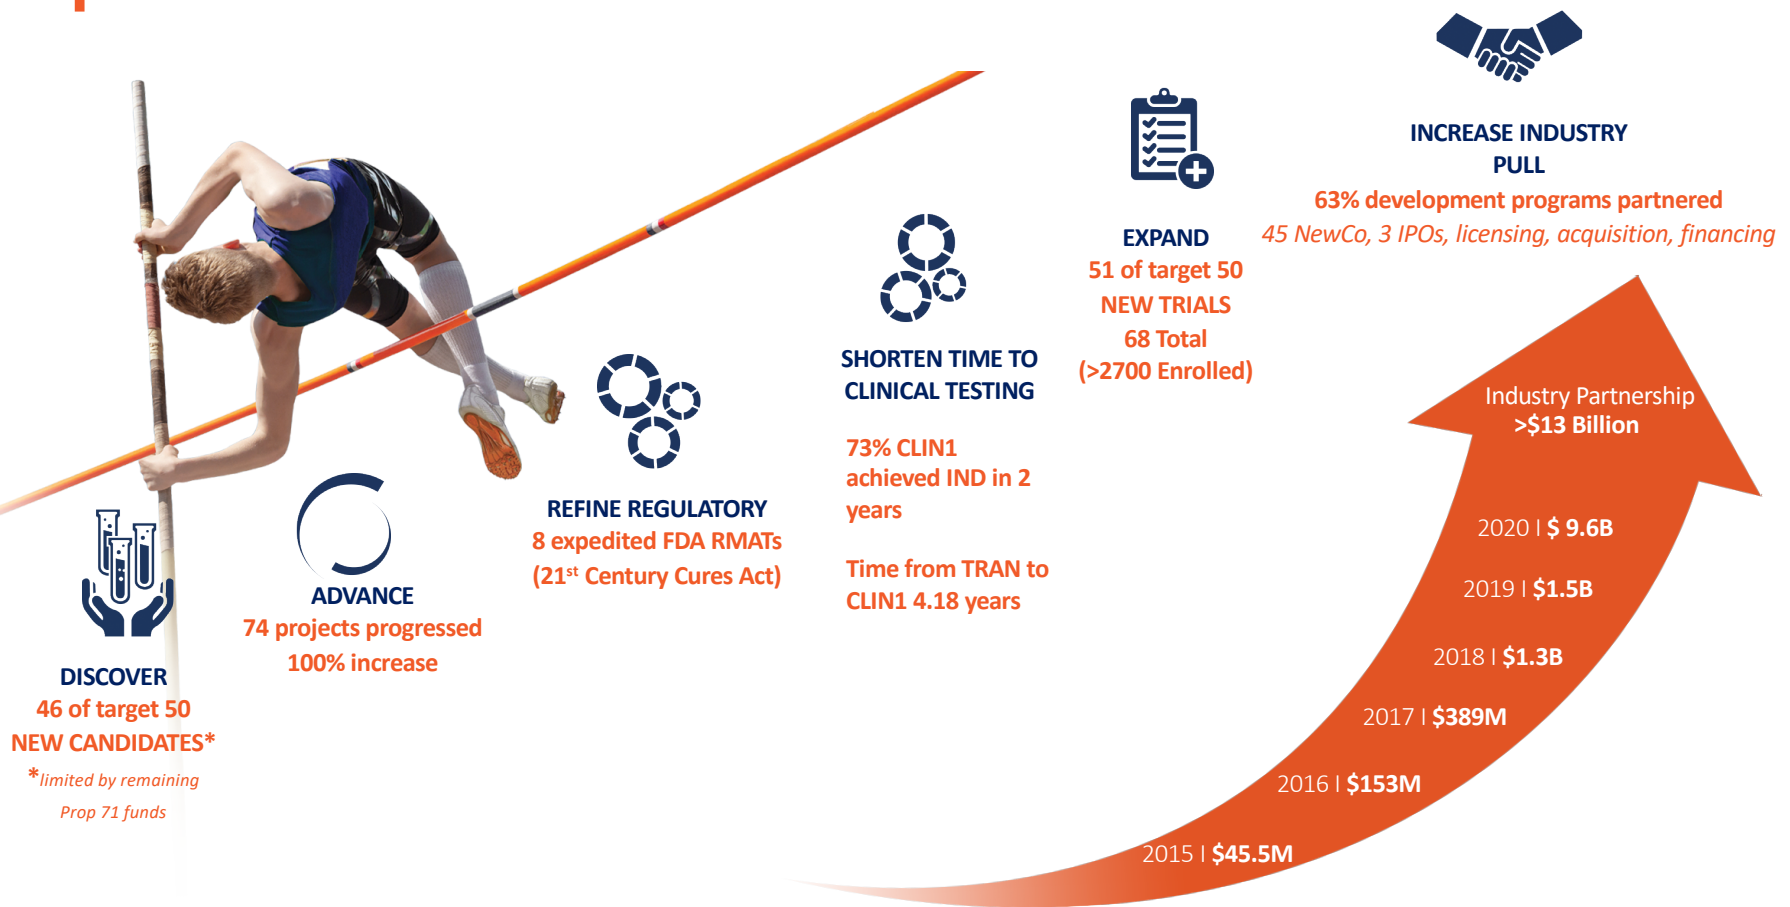 DISCOVER
46 of target 50
NEW CANDIDATES*
*limited by remaining
Prop 71 funds
ADVANCE
74 projects progressed
100% increase
REFINE REGULATORY
8 expedited FDA RMATs
(21st Century Cures Act)
SHORTEN TIME TO
CLINICAL TESTING
73% CLIN1
achieved IND in 2
years
Time from TRAN to
CLIN1 4.18 years
EXPAND
51 of target 50
NEW TRIALS
68 Total
(>2700 Enrolled)
INCREASE INDUSTRY
PULL
63% development programs partnered
45 NewCo, 3 IPOs, licensing, acquisition, financing
Industry Partnership
>$13 Billion
2020 I $ 9.6B
2019 I $1.5B
2018 I $1.3B
2017 I $389M
2016 I $153M
2015 I $45.5M